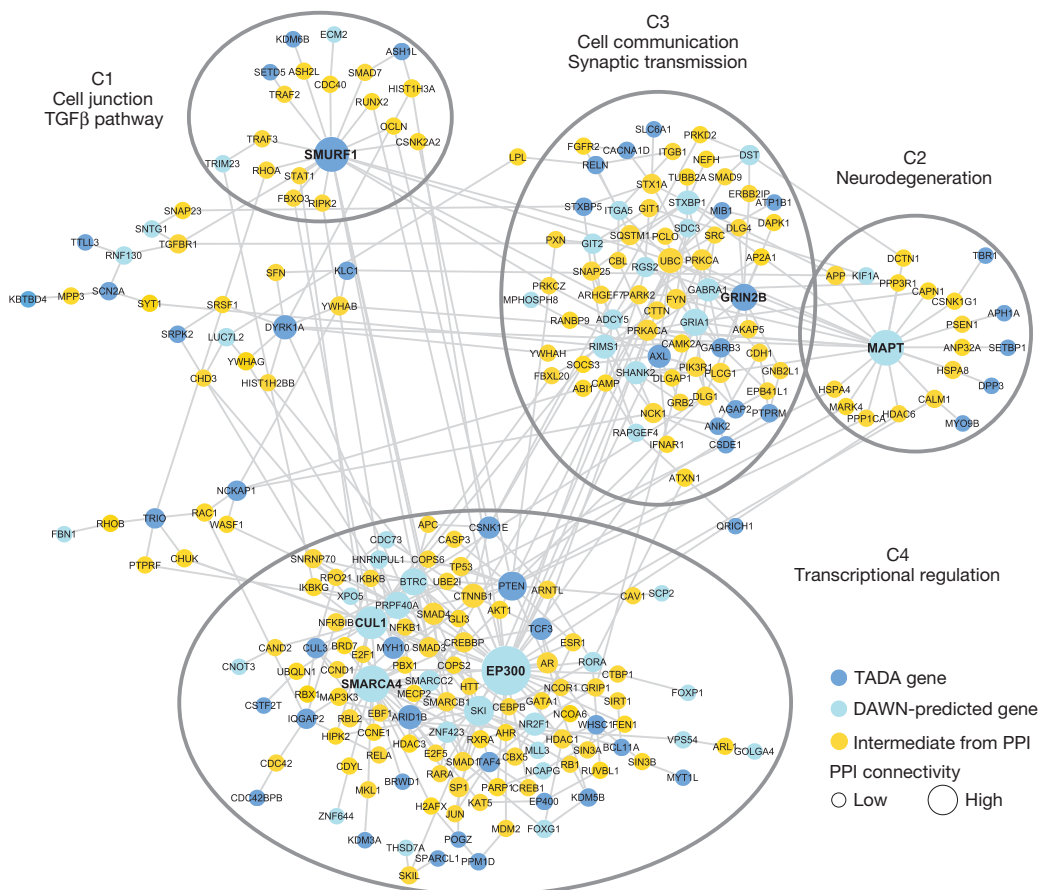 C1
Cell junction
TGFβ pathway
KDM6B
ECM2
ASH1L
SETD5
ASH2L
SMAD7
CDC40
HIST1H3A
TRAF2
RUNX2
OCLN
CSNK2A2
TRAF3
SMURF1
TRIM23
RHOA
STAT1
FBXO3
RIPK2
SNAP23
SNTG1
TTLL3
RNF130
TGFBR1
SFN
KLC1
SCN2A
KBTBD4
MPP3
SYT1
SRSF1
YWHAB
SRPK2
LUC7L2
DYRK1A
YWHAG
CHD3
HIST1H2BB
NCKAP1
TRIO
RAC1
RHOB
WASF1
FBN1
CHUK
PTPRF
C3
Cell communication
Synaptic transmission
LPL
SLC6A1
PRKD2
FGFR2
CACNA1D
ITGB1
DST
RELN
NEFH
TUBB2A
SMAD9
STX1A
ERBB2IP
STXBP1
ATP1B1
STXBP5
ITGA5
GIT1
MIB1
SDC3
DAPK1
SQSTM1
PCLO
SRC
DLG4
PXN
GIT2
CBL
RGS2
UBC
PRKCA
AP2A1
SNAP25
PRKCZ
GABRA1
GRIN2B
MPHOSPH8
ARHGEF7
PARK2
FYN
CTTN
RANBP9
ADCY5
GRIA1
PRKACA
AKAP5
YWHAH
RIMS1
CAMK2A
GABRB3
AXL
CDH1
SOCS3
SHANK2
PIK3R1
PLCG1
GNB2L1
FBXL20
DLGAP1
ABI1
CAMP
EPB41L1
GRB2
DLG1
NCK1
AGAP2
PTPRM
RAPGEF4
ANK2
IFNAR1
CSDE1
ATXN1
QRICH1
C2
Neurodegeneration
DCTN1
TBR1
APP
KIF1A
PPP3R1
CAPN1
CSNK1G1
APH1A
PSEN1
MAPT
ANP32A
SETBP1
HSPA8
HSPA4
DPP3
CALM1
MARK4
HDAC6
PPP1CA
MYO9B
C4
Transcriptional regulation
APC
CSNK1E
CDC73
CASP3
HNRNPUL1
COPS6
SNRNP70
TP53
RPO21
IKBKB
BTRC
UBE2I
PTEN
IKBKG
ARNTL
SCP2
XPO5
CTNNB1
CAV1
PRPF40A
AKT1
SMAD4
GLI3
NFKBIB
CUL1
NFKB1
TCF3
CAND2
CUL3
BRD7
MYH10
SMAD3
CREBBP
ESR1
E2F1
CNOT3
PBX1
COPS2
EP300
AR
RORA
UBQLN1
CCND1
SMARCA4
SMARCC2
CTBP1
HTT
NCOR1
GRIP1
FOXP1
RBX1
MAP3K3
MECP2
SMARCB1
CEBPB
GATA1
SIRT1
CSTF2T
IQGAP2
RBL2
EBF1
ARID1B
SKI
NCOA6
NR2F1
WHSC1
FEN1
HIPK2
CCNE1
ZNF423
AHR
RXRA
HDAC1
VPS54
HDAC3
MLL3
SIN3A
BCL11A
ARL1
RELA
E2F5
TAF4
CBX5
GOLGA4
CDC42
CDYL
SMAD1
RB1
SIN3B
NCAPG
RUVBL1
MKL1
BRWD1
RARA
PARP1
CREB1
MYT1L
SP1
CDC42BPB
H2AFX
KAT5
EP400
KDM5B
ZNF644
JUN
MDM2
FOXG1
KDM3A
POGZ
THSD7A
SPARCL1
PPM1D
SKIL
TADA gene
DAWN-predicted gene
Intermediate from PPI
PPI connectivity
Low
High